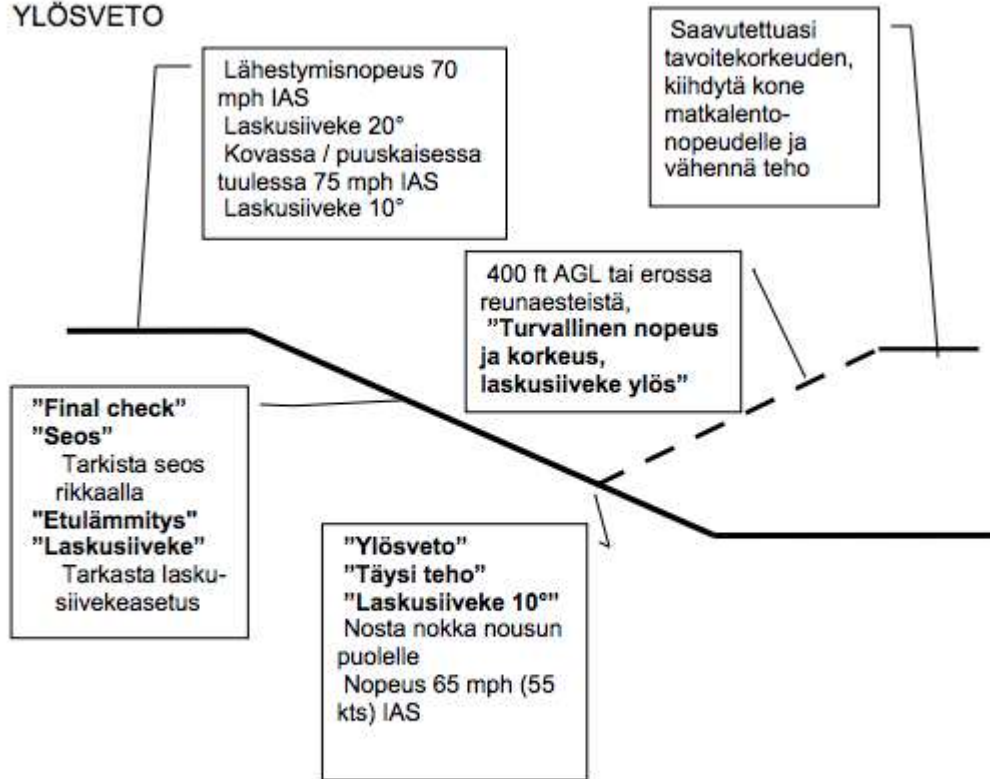 YLÖSVETO
Lähestymisnopeus 70
mph IAS
Laskusiiveke 20°
Kovassa / puuskaisessa
tuulessa 75 mph IAS
Laskusiiveke 10°
Saavutettuasi
tavoitekorkeuden,
kiihdytä kone
matkalento-
nopeudelle ja
vähennä teho
400 ft AGL tai erossa
reunaesteistä,
”Turvallinen nopeus
ja korkeus,
laskusiiveke ylös”
”Final check”
”Seos”
Tarkista seos
rikkaalla
"Etulämmitys"
”Laskusiiveke”
Tarkasta lasku-
siivekeasetus
”Ylösveto”
”Täysi teho”
”Laskusiiveke 10°”
Nosta nokka nousun
puolelle
Nopeus 65 mph (55
kts) IAS